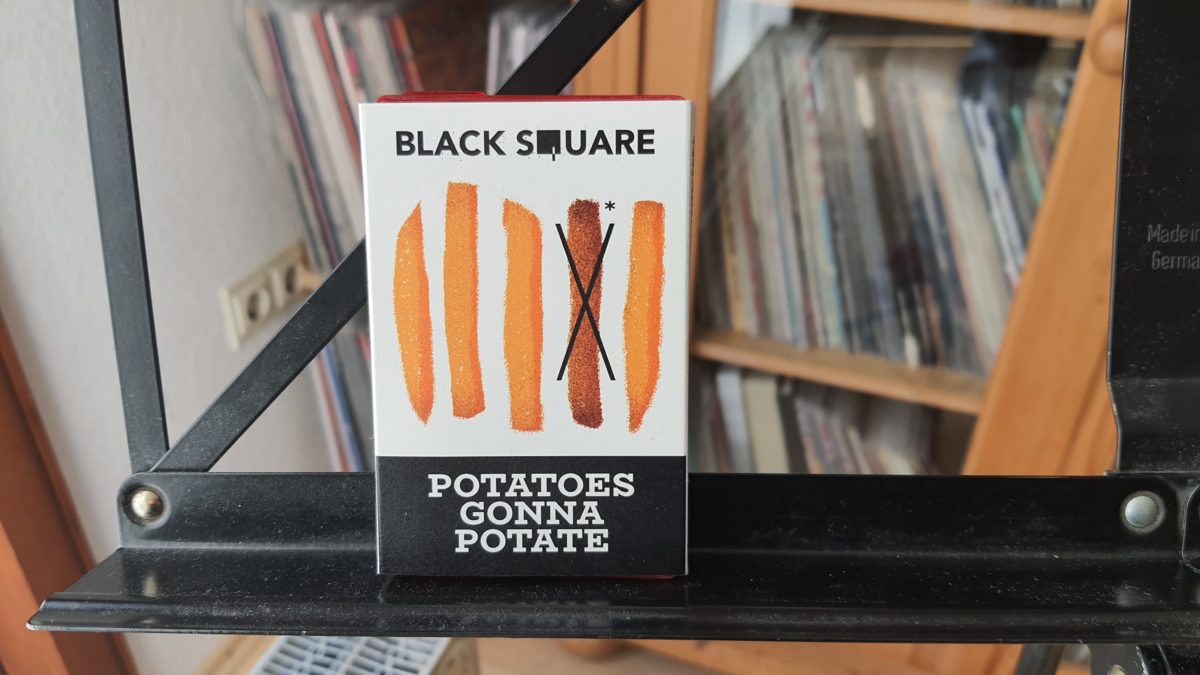 BLACK SQUARE
*
POTATOES
GONNA
POTATE
Made in
Germa